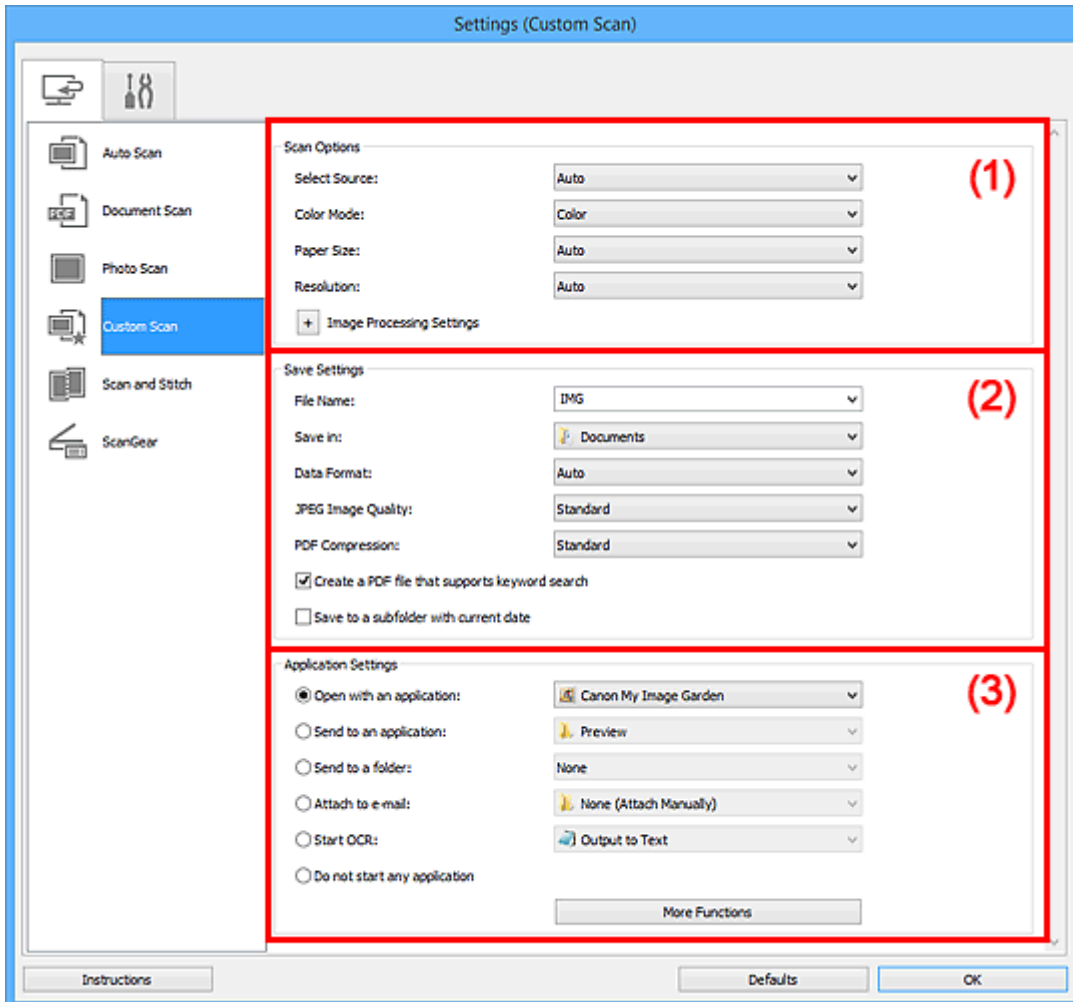 Settings (Custom Scan)
Auto Scan
Document Scan
Photo Scan
Custom Scan
Scan and Stitch
ScanGear
Scan Options
(1)
Select Source: Auto
Color Mode: Color
Paper Size: Auto
Resolution: Auto
+ Image Processing Settings
Save Settings
(2)
File Name: IMG
Save in: Documents
Data Format: Auto
JPEG Image Quality: Standard
PDF Compression: Standard
Create a PDF file that supports keyword search
Save to a subfolder with current date
Application Settings
(3)
Open with an application: Canon My Image Garden
Send to an application: Preview
Send to a folder: None
Attach to e-mail: None (Attach Manually)
Start OCR: Output to Text
Do not start any application
More Functions
Instructions Defaults OK